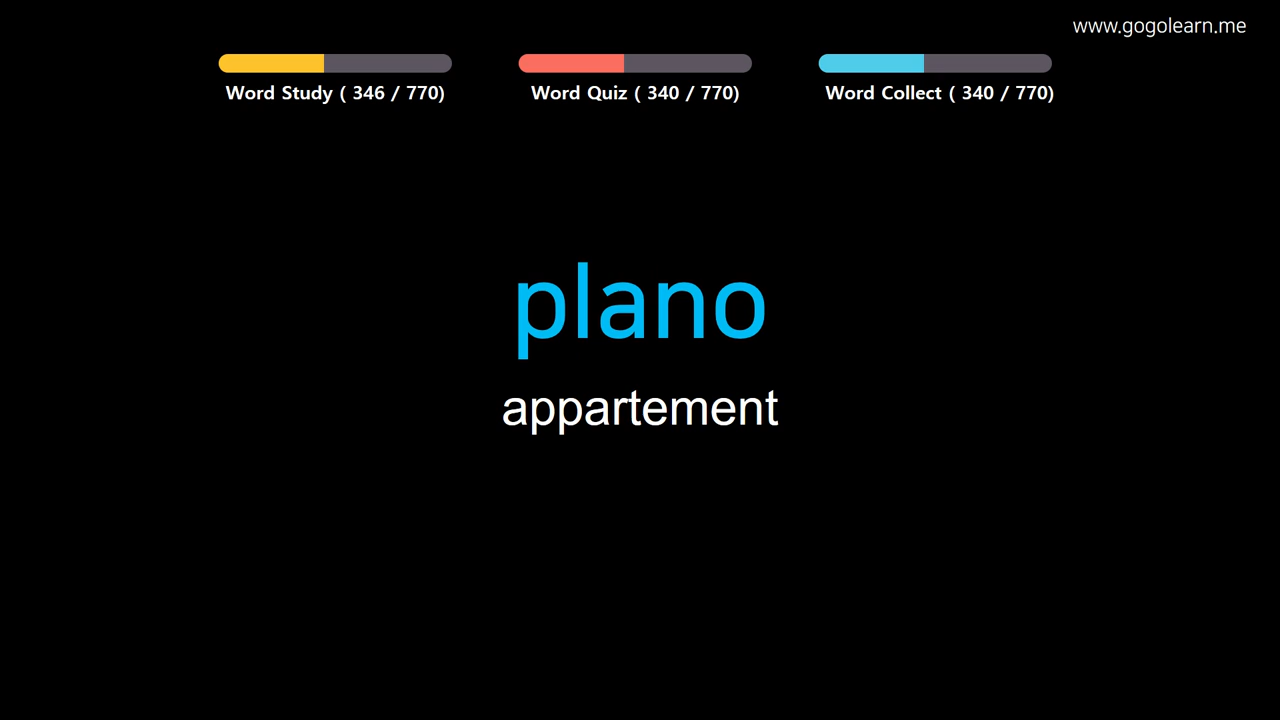 www.gogolearn.me
Word Study ( 346 / 770)
Word Quiz ( 340 / 770)
Word Collect ( 340 / 770)
plano
appartement